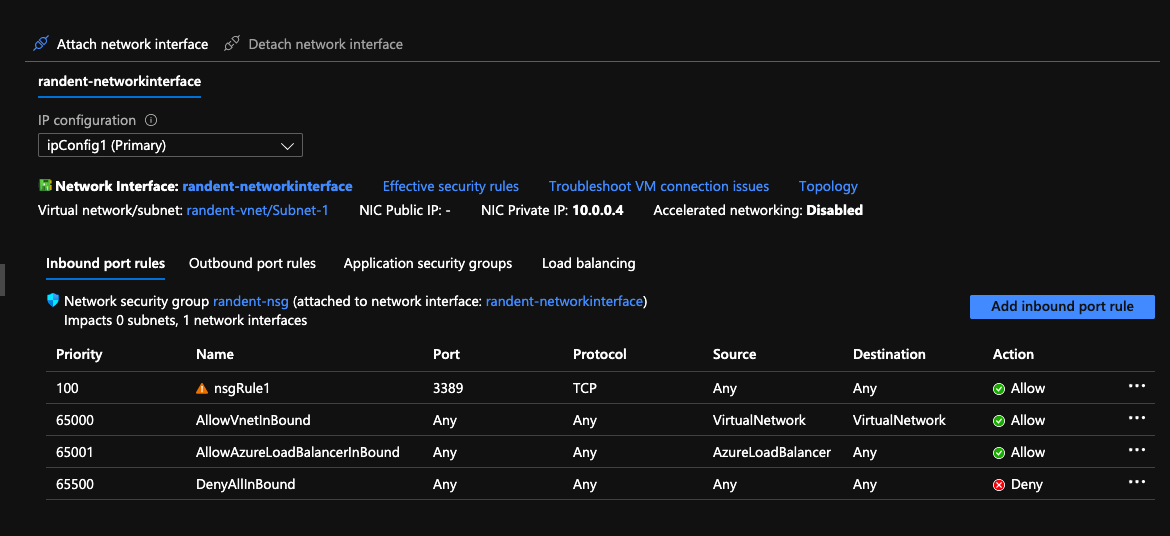 Attach network interface Detach network interface
randent-networkinterface
IP configuration
ipConfig1 (Primary)
Network Interface: randent-networkinterface Effective security rules Troubleshoot VM connection issues Topology
Virtual network/subnet: randent-vnet/Subnet-1 NIC Public IP: - NIC Private IP: 10.0.0.4 Accelerated networking: Disabled
Inbound port rules Outbound port rules Application security groups Load balancing
Network security group randent-nsg (attached to network interface: randent-networkinterface)
Impacts 0 subnets, 1 network interfaces
Add inbound port rule
Priority Name Port Protocol Source Destination Action
100 nsgRule1 3389 TCP Any Any Allow ...
65000 AllowVnetInBound Any Any VirtualNetwork VirtualNetwork Allow ...
65001 AllowAzureLoadBalancerInBound Any Any AzureLoadBalancer Any Allow ...
65500 DenyAllInBound Any Any Any Any Deny ...